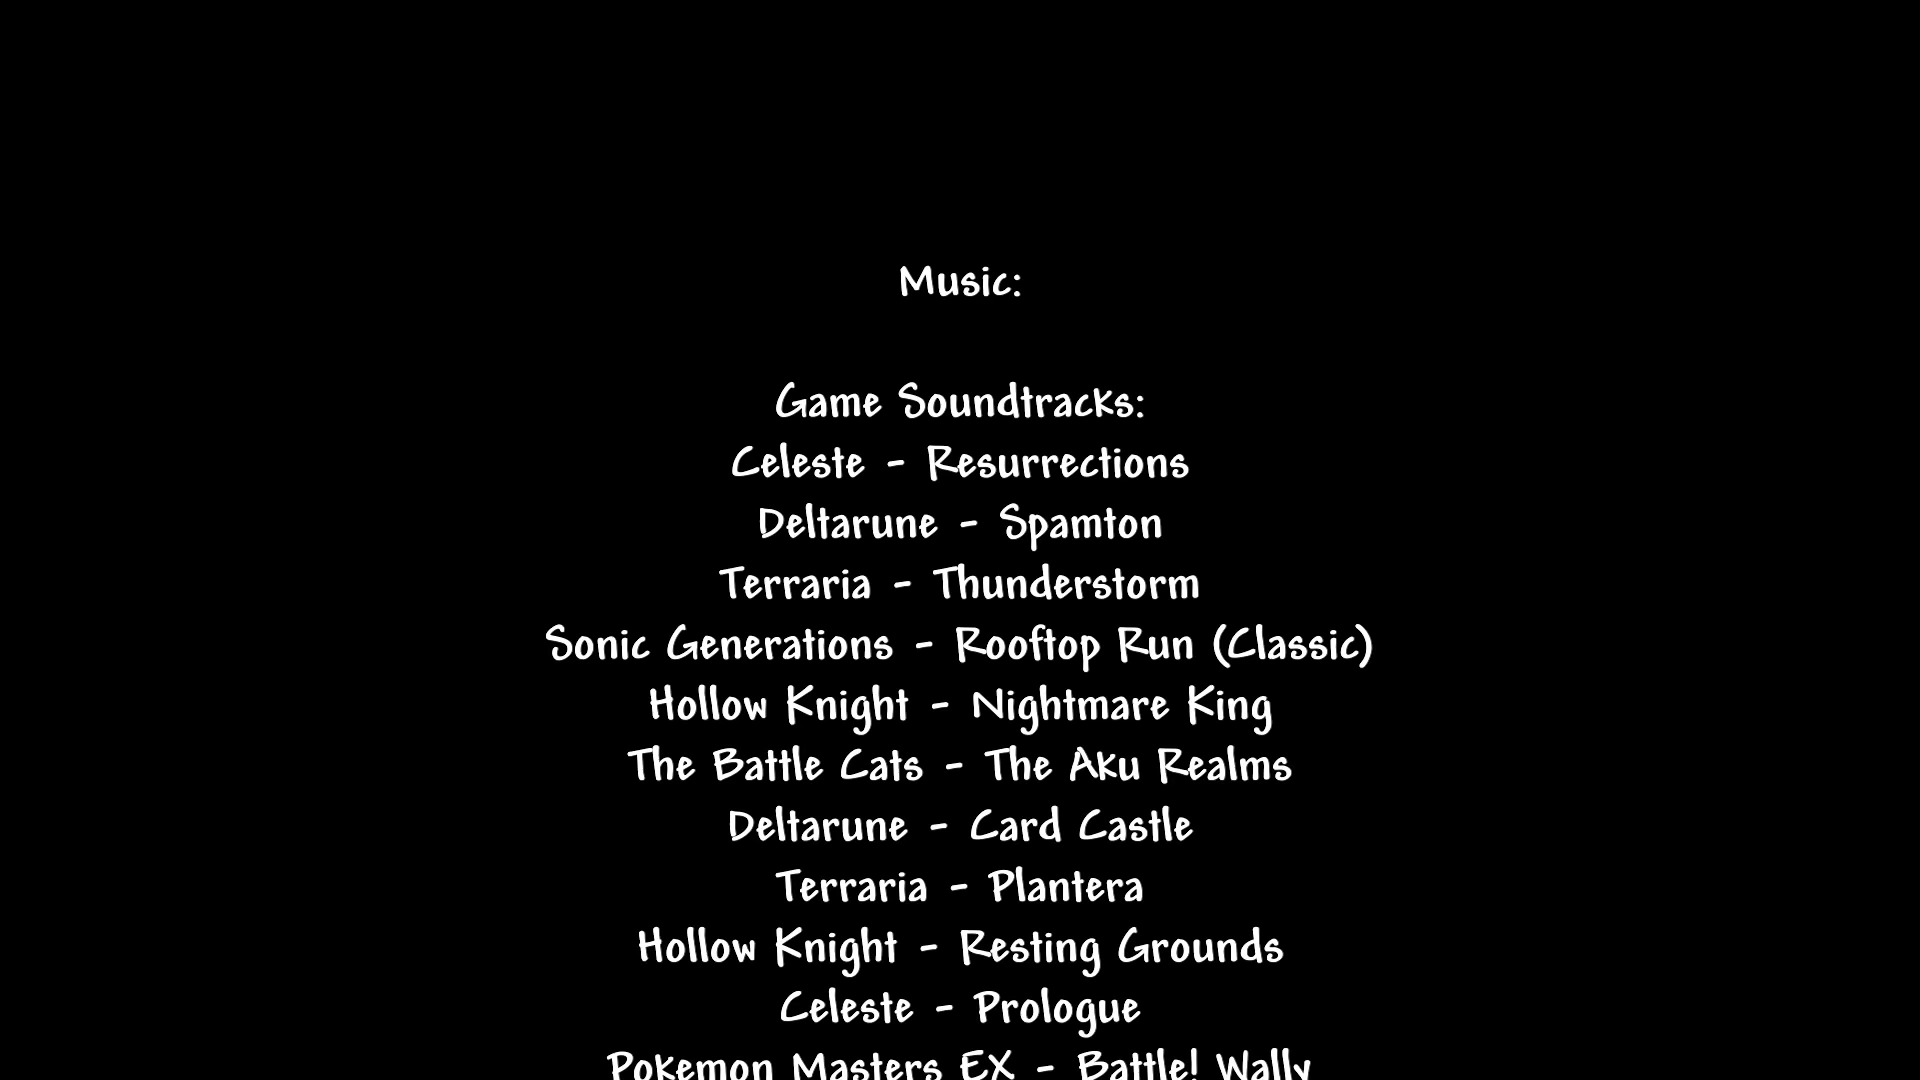 Music:
Game Soundtracks:
Celeste - Resurrections
Deltarune - Spamton
Terraria - Thunderstorm
Sonic Generations - Rooftop Run (Classic)
Hollow Knight - Nightmare King
The Battle Cats - The Aku Realms
Deltarune - Card Castle
Terraria - Plantera
Hollow Knight - Resting Grounds
Celeste - Prologue
Pokemon Masters EX - Battle! Wally